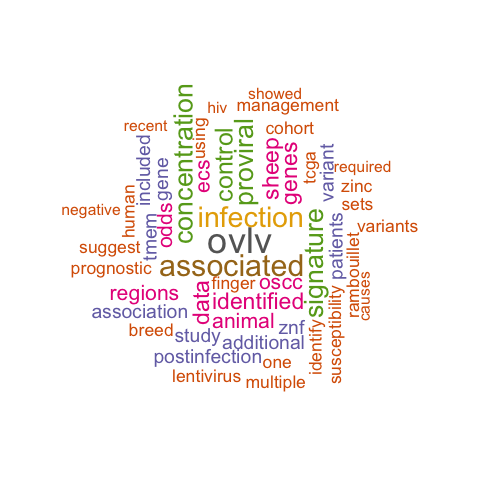 showed
hiv
management
concentration
recent
using
control
proviral
cohort
included
gene
ecs
sheep
genes
tcga
variant
required
zinc
sets
negative
human
tmem
odds
infection
signature
patients
rambouillet
variants
suggest
ovlv
prognostic
associated
causes
finger
oscc
regions
data
identified
susceptibility
association
animal
breed
study
znf
additional
identify
postinfection
one
lentivirus
multiple